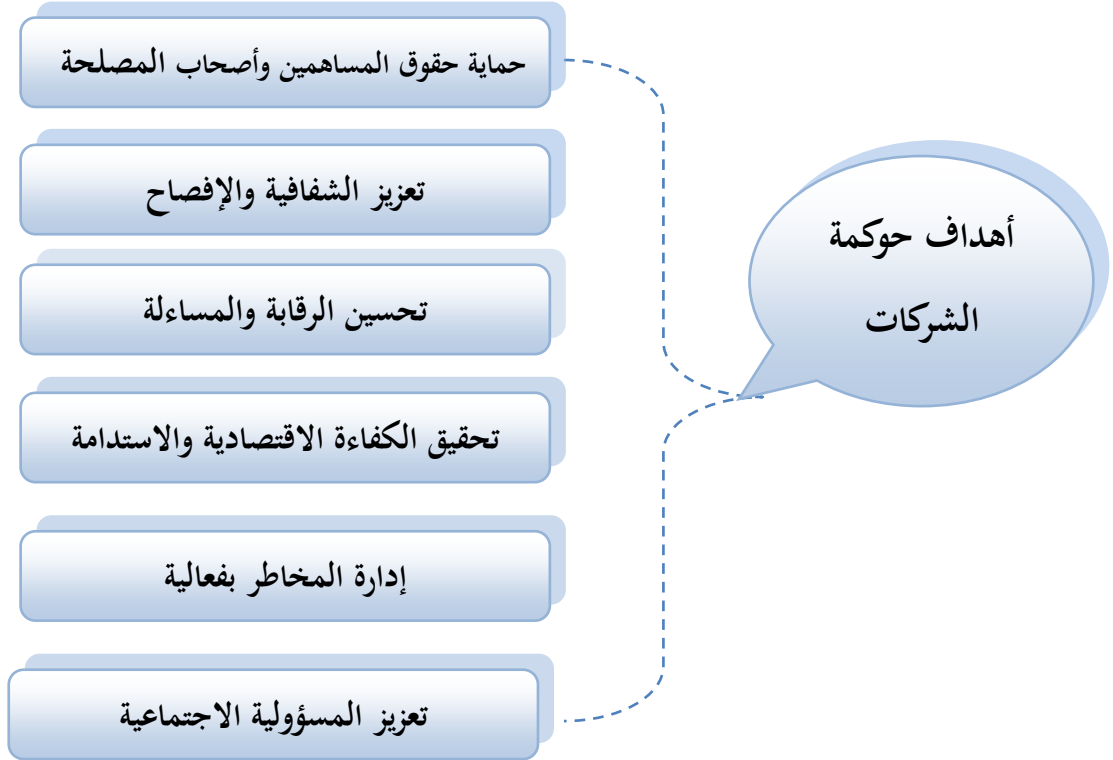 أهداف حوكمة
الشركات
حماية حقوق المساهمين وأصحاب المصلحة
تعزيز الشفافية والإفصاح
تحسين الرقابة والمساءلة
تحقيق الكفاءة الاقتصادية والاستدامة
إدارة المخاطر بفعالية
تعزيز المسؤولية الاجتماعية